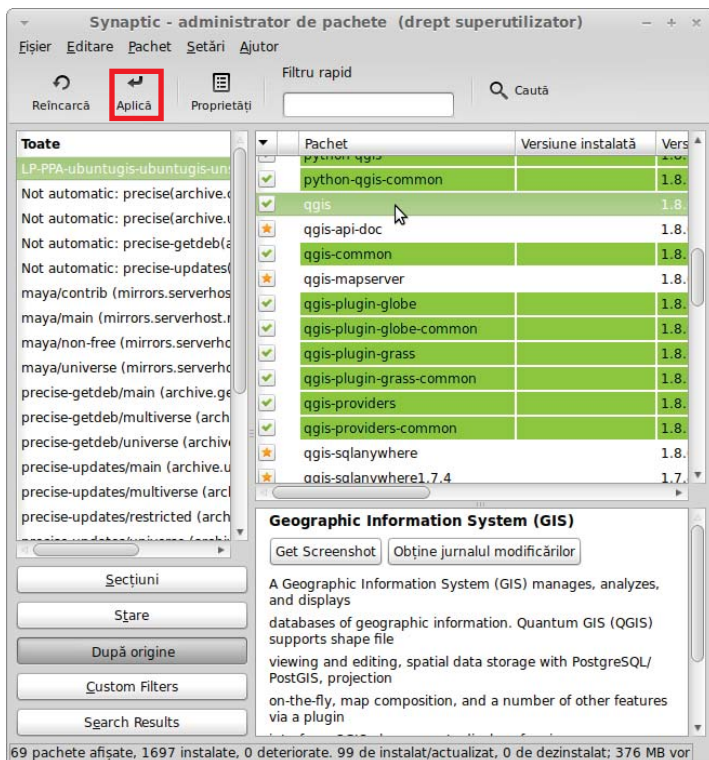 Synaptic - administrator de pachete  (drept superutilizator)
Fișier Editare Pachet Setări Ajutor
Filtru rapid
Reîncarcă Aplică Proprietăți Caută
Toate
LP-PPA-ubuntugis-ubuntugis-uns
Not automatic: precise(archive.c
Not automatic: precise(archive.u
Not automatic: precise-getdeb(a
Not automatic: precise-updates(
maya/contrib (mirrors.serverhos
maya/main (mirrors.serverhost.r
maya/non-free (mirrors.serverho
maya/universe (mirrors.serverho
precise-getdeb/main (archive.ge
precise-getdeb/multiverse (arch
precise-getdeb/universe (archive
precise-updates/main (archive.u
precise-updates/multiverse (arcl
precise-updates/restricted (arch
Secțiuni
Stare
După origine
Custom Filters
Search Results
Pachet Versiune instalată Vers
python-qgis 1.8.
python-qgis-common 1.8.
qgis 1.8.
qgis-api-doc 1.8.
qgis-common 1.8.
qgis-mapserver 1.8.
qgis-plugin-globe 1.8.
qgis-plugin-globe-common 1.8.
qgis-plugin-grass 1.8.
qgis-plugin-grass-common 1.8.
qgis-providers 1.8.
qgis-providers-common 1.8.
qgis-sqlanywhere 1.8.
qgis-sqlanywhere1.7.4 1.7.
Geographic Information System (GIS)
Get Screenshot Obține jurnalul modificărilor
A Geographic Information System (GIS) manages, analyzes,
and displays
databases of geographic information. Quantum GIS (QGIS)
supports shape file
viewing and editing, spatial data storage with PostgreSQL/
PostGIS, projection
on-the-fly, map composition, and a number of other features
via a plugin
69 pachete afișate, 1697 instalate, 0 deteriorate. 99 de instalat/actualizat, 0 de dezinstalat; 376 MB vor